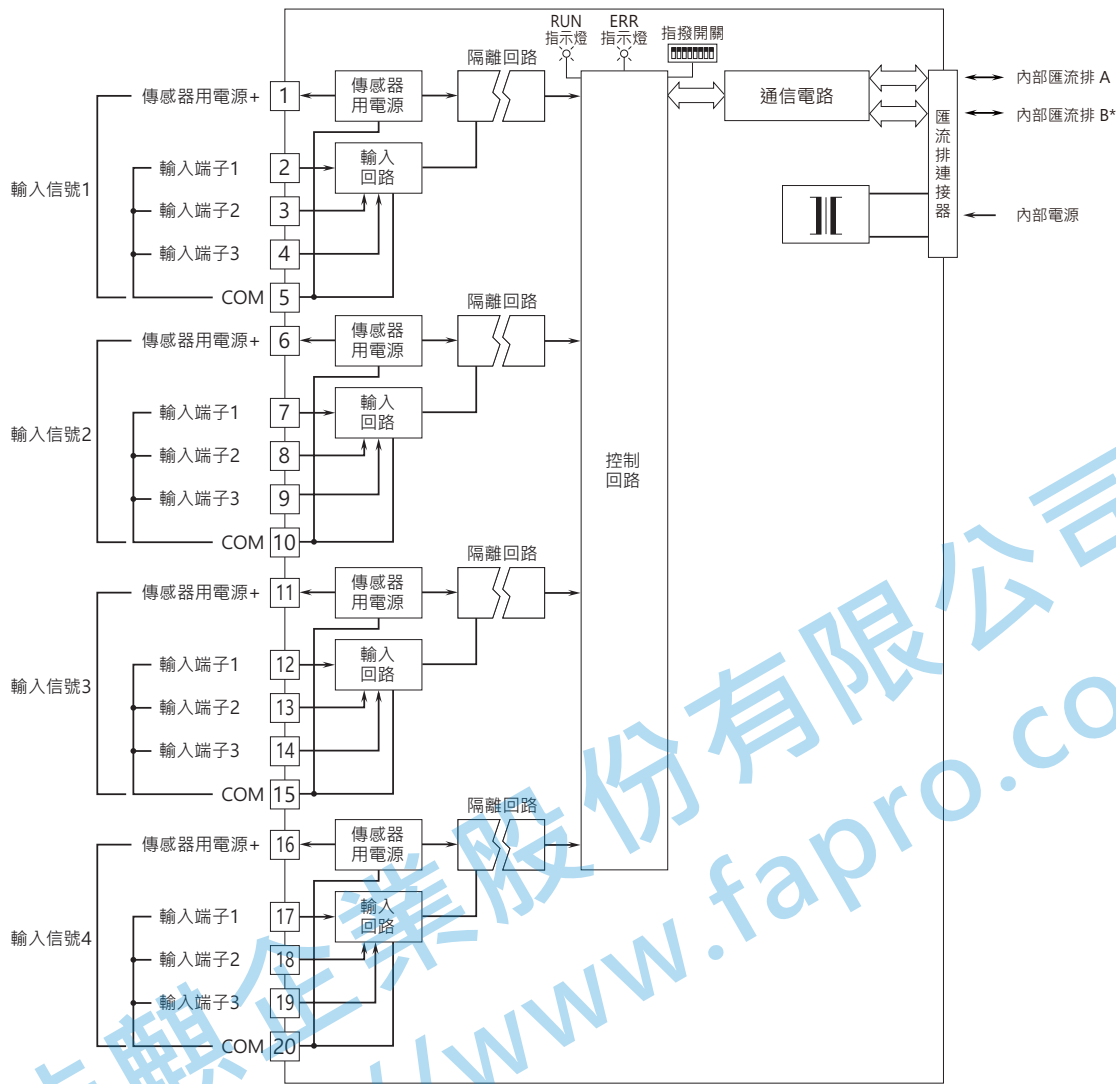 RUN
指示燈
ERR
指示燈
指撥開關
隔離回路
傳感器用電源+
1
傳感器
用電源
通信電路
內部匯流排 A
內部匯流排 B*
匯流排連接器
內部電源
輸入信號1
輸入端子1
2
輸入
回路
輸入端子2
3
輸入端子3
4
COM
5
隔離回路
傳感器用電源+
6
傳感器
用電源
輸入信號2
輸入端子1
7
輸入
回路
輸入端子2
8
輸入端子3
9
COM
10
控制
回路
隔離回路
傳感器用電源+
11
傳感器
用電源
輸入信號3
輸入端子1
12
輸入
回路
輸入端子2
13
輸入端子3
14
COM
15
隔離回路
傳感器用電源+
16
傳感器
用電源
輸入信號4
輸入端子1
17
輸入
回路
輸入端子2
18
輸入端子3
19
COM
20
企業股份有限公司
//www.fapro.co